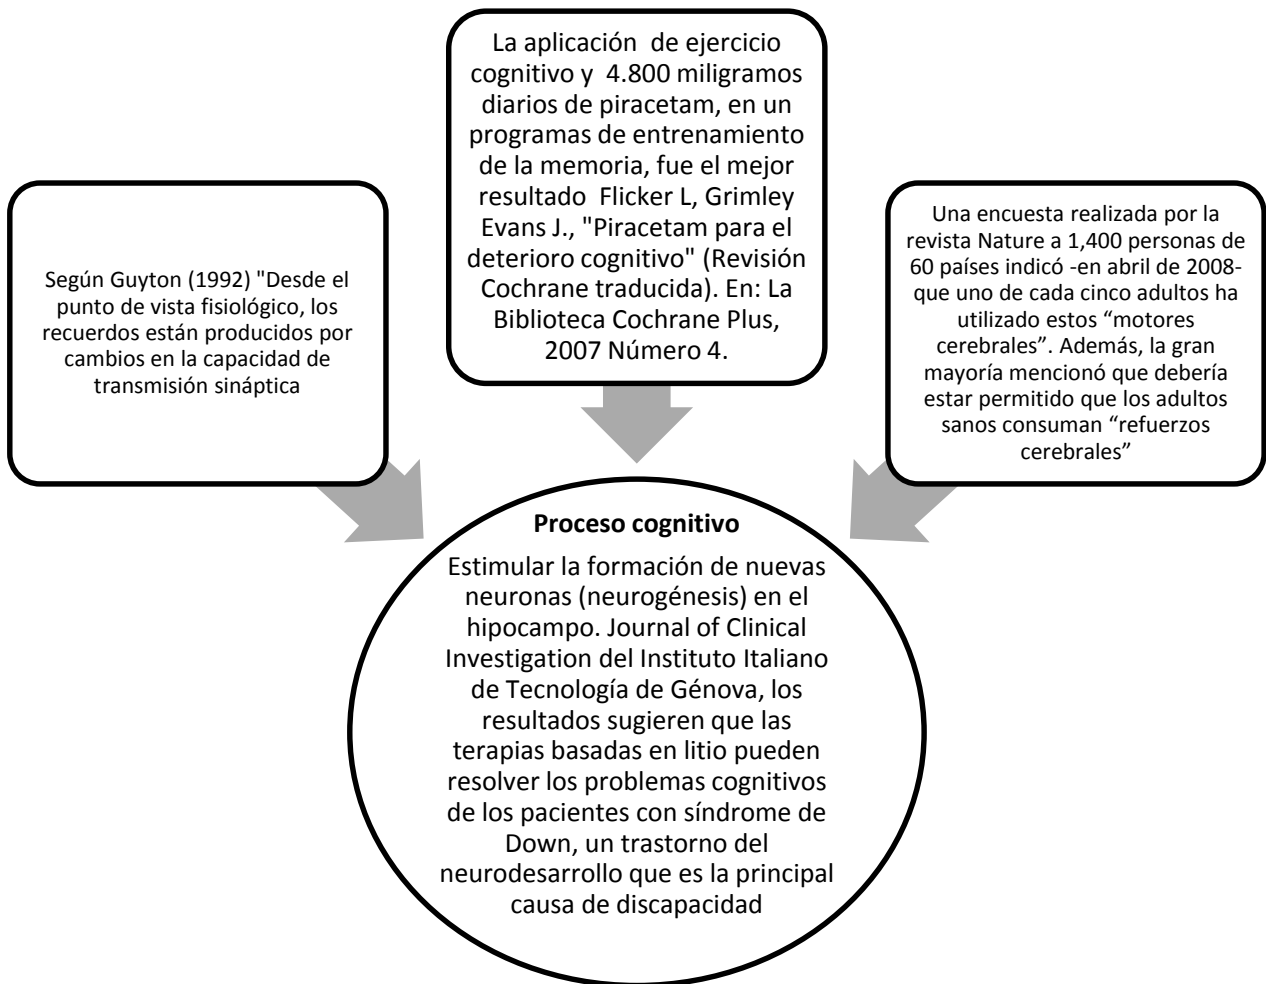 La aplicación  de ejercicio
cognitivo y  4.800 miligramos
diarios de piracetam, en un
programas de entrenamiento
de la memoria, fue el mejor
resultado  Flicker L, Grimley
Evans J., "Piracetam para el
deterioro cognitivo" (Revisión
Cochrane traducida). En: La
Biblioteca Cochrane Plus,
2007 Número 4.
Según Guyton (1992) "Desde el
punto de vista fisiológico, los
recuerdos están producidos por
cambios en la capacidad de
transmisión sináptica
Una encuesta realizada por la
revista Nature a 1,400 personas de
60 países indicó -en abril de 2008-
que uno de cada cinco adultos ha
utilizado estos “motores
cerebrales”. Además, la gran
mayoría mencionó que debería
estar permitido que los adultos
sanos consuman “refuerzos
cerebrales”
Proceso cognitivo
Estimular la formación de nuevas
neuronas (neurogénesis) en el
hipocampo. Journal of Clinical
Investigation del Instituto Italiano
de Tecnología de Génova, los
resultados sugieren que las
terapias basadas en litio pueden
resolver los problemas cognitivos
de los pacientes con síndrome de
Down, un trastorno del
neurodesarrollo que es la principal
causa de discapacidad